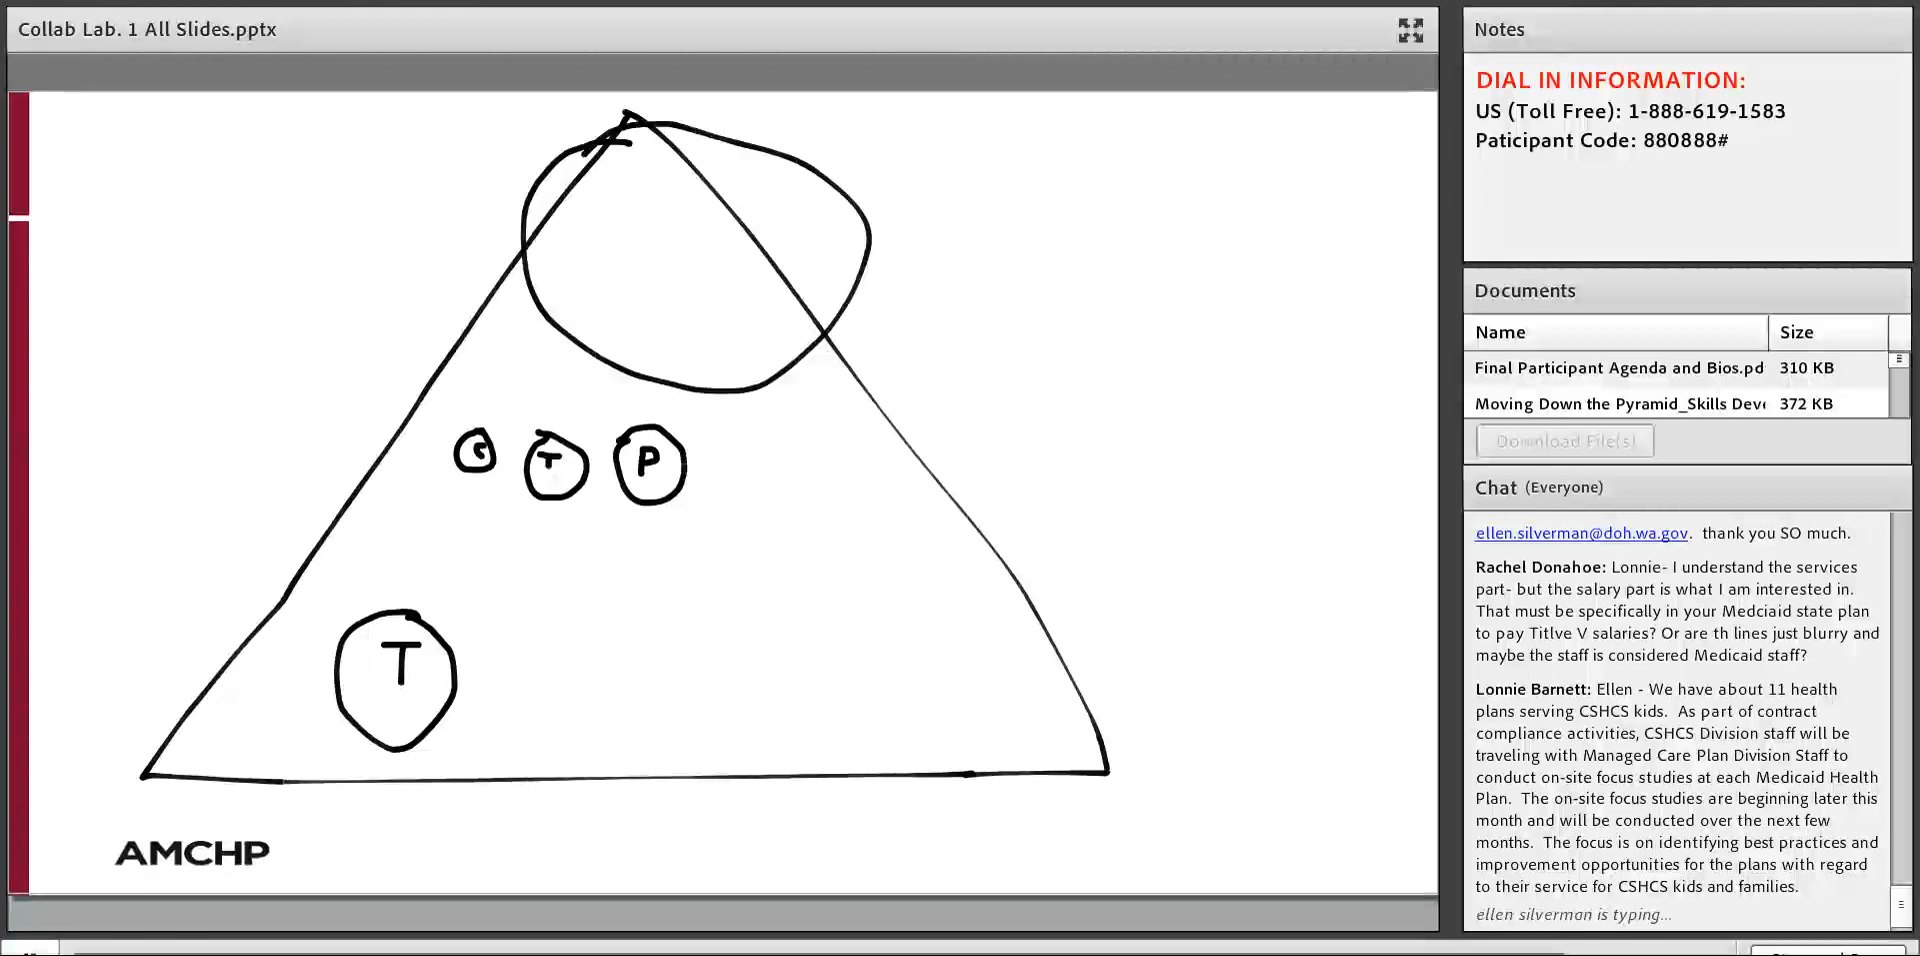 Collab Lab. 1 All Slides.pptx
T
P
T
AMCHP
Notes
DIAL IN INFORMATION:
US (Toll Free): 1-888-619-1583
Paticipant Code: 880888#
Documents
Name
Size
Final Participant Agenda and Bios.pd 310 KB
Moving Down the Pyramid_Skills Deve 372 KB
Download File(s)
Chat (Everyone)
ellen.silverman@doh.wa.gov. thank you SO much.
Rachel Donahoe: Lonnie- I understand the services
part- but the salary part is what I am interested in.
That must be specifically in your Medciaid state plan
to pay Titlve V salaries? Or are th lines just blurry and
maybe the staff is considered Medicaid staff?
Lonnie Barnett: Ellen - We have about 11 health
plans serving CSHCS kids. As part of contract
compliance activities, CSHCS Division staff will be
traveling with Managed Care Plan Division Staff to
conduct on-site focus studies at each Medicaid Health
Plan. The on-site focus studies are beginning later this
month and will be conducted over the next few
months. The focus is on identifying best practices and
improvement opportunities for the plans with regard
to their service for CSHCS kids and families.
ellen silverman is typing...